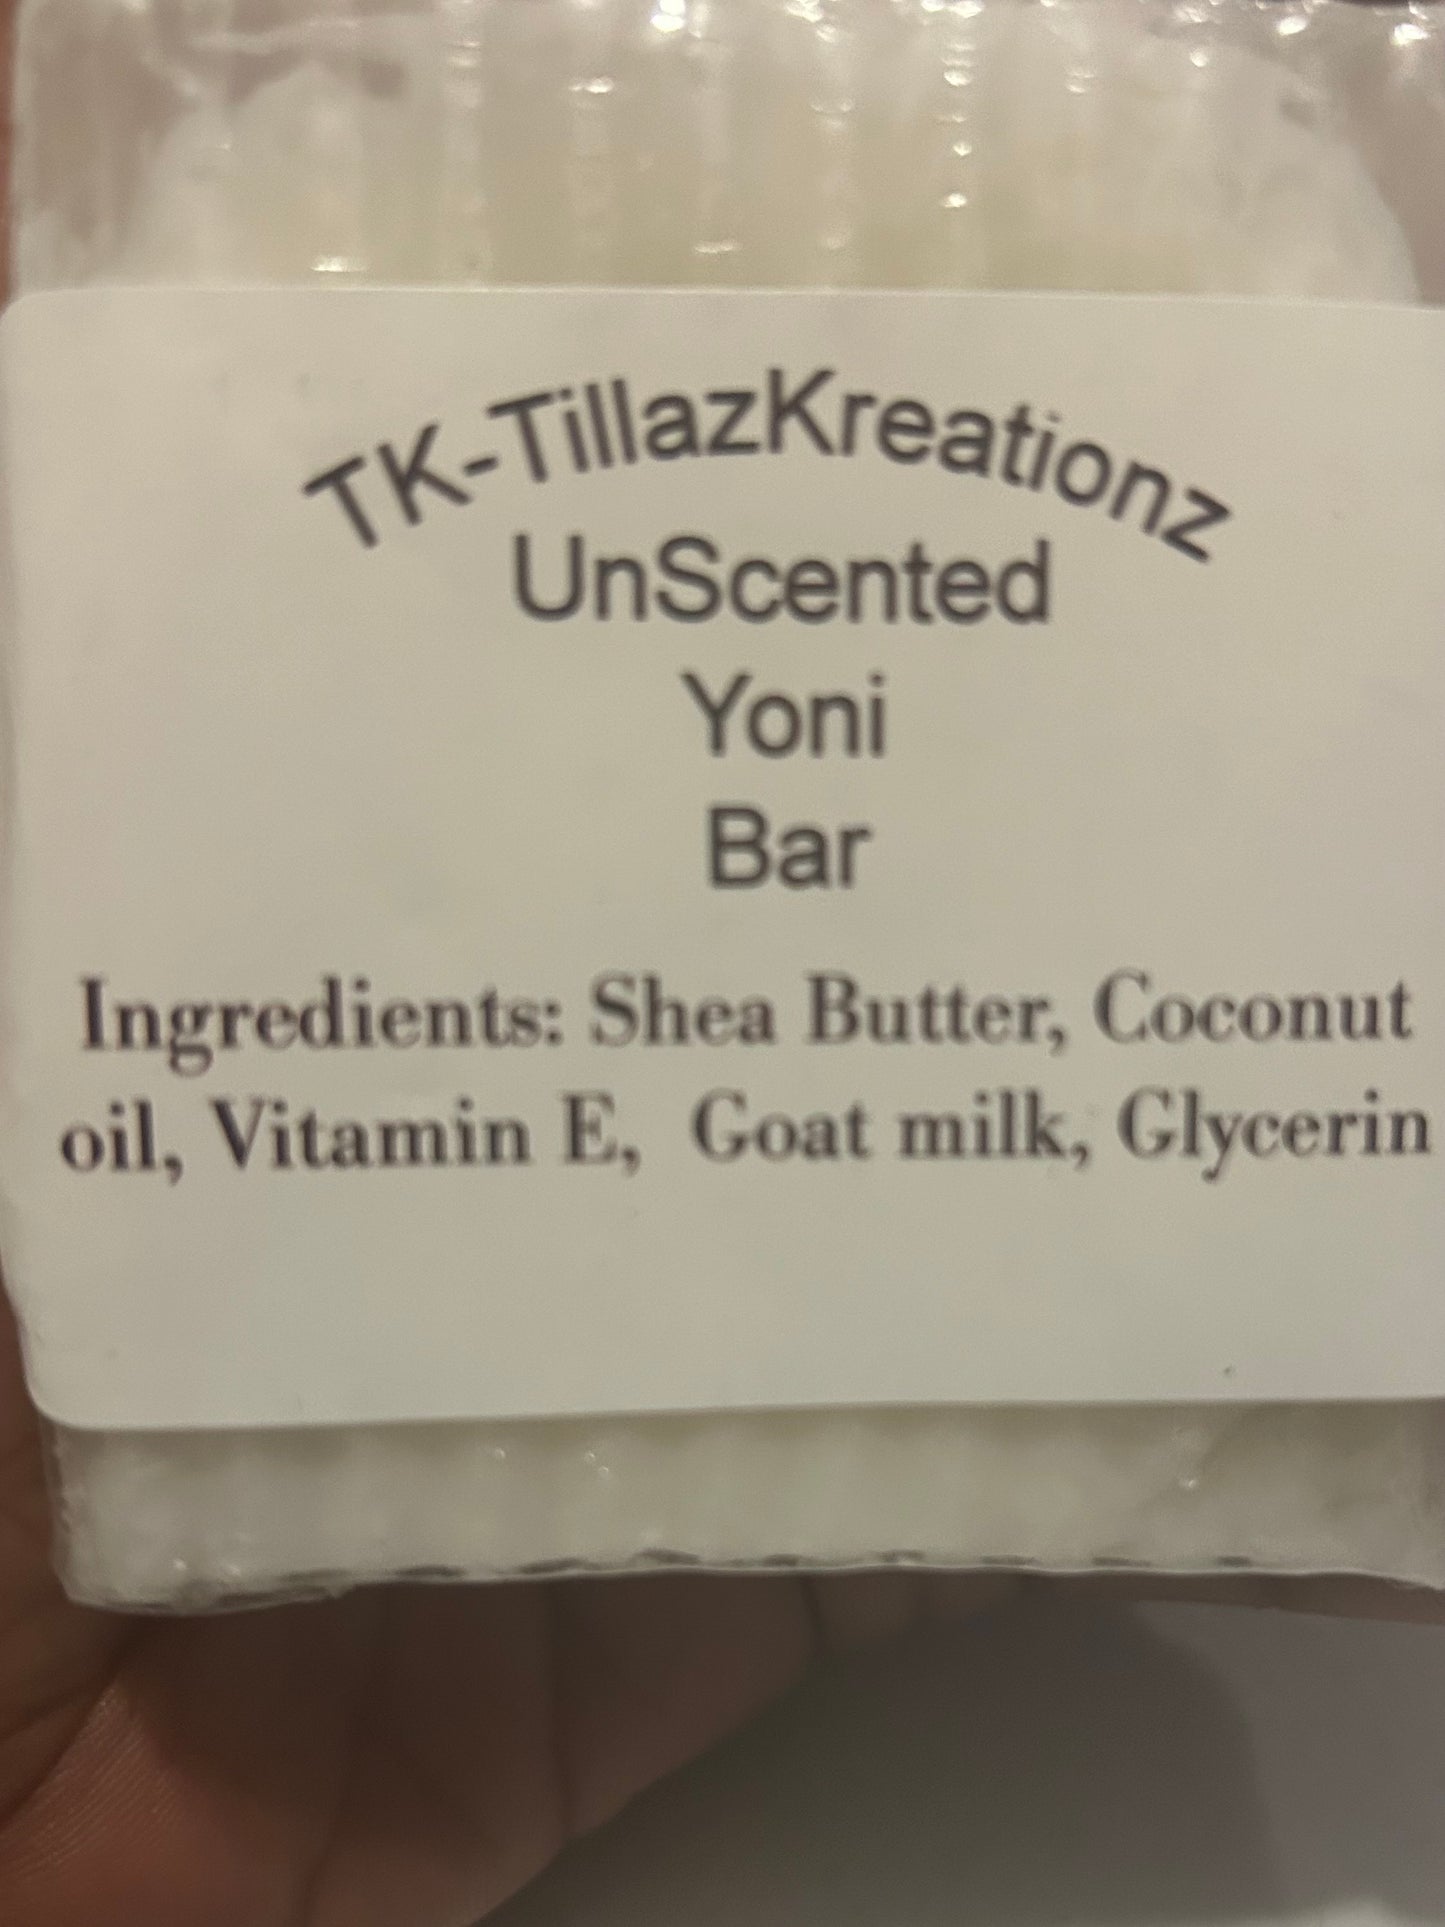 TK-TillazKreationz
UnScented
Yoni
Bar
Ingredients: Shea Butter, Coconut
oil, Vitamin E, Goat milk, Glycerin